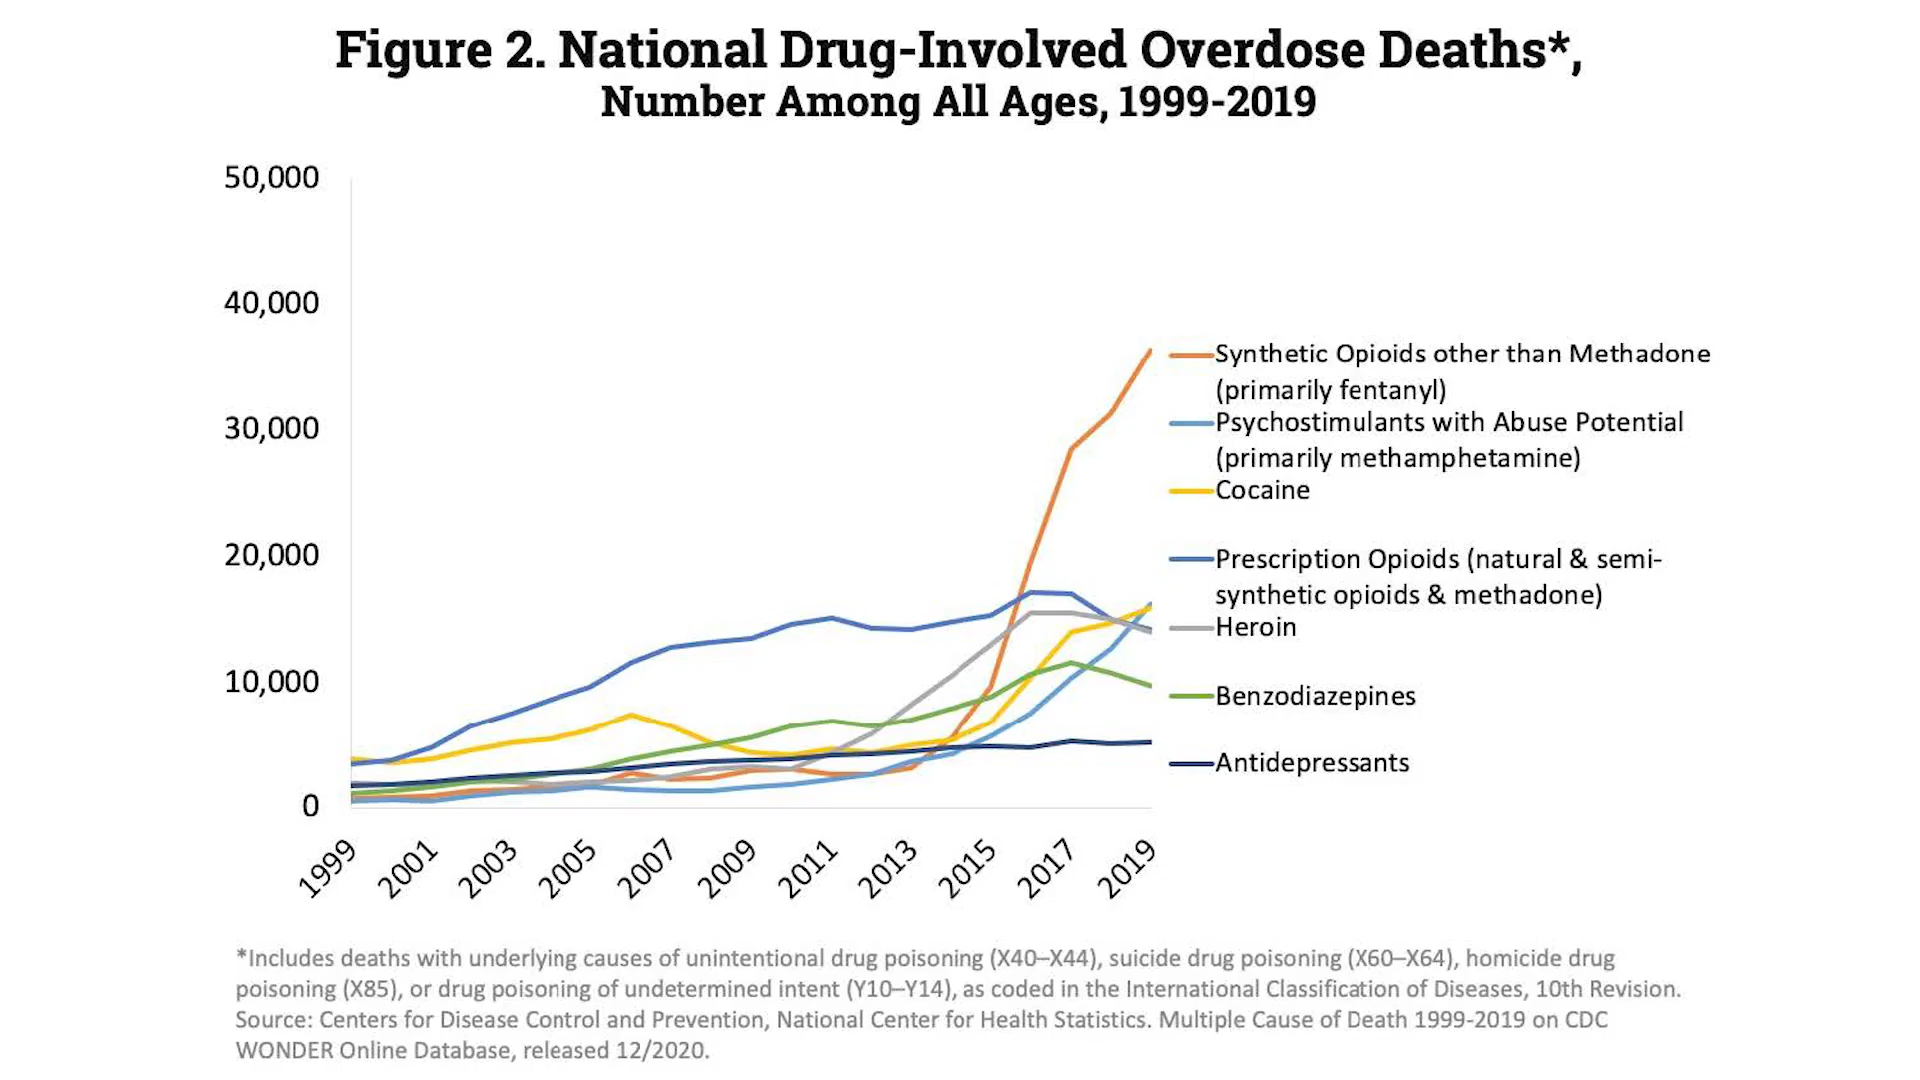 Figure 2. National Drug-Involved Overdose Deaths*,
Number Among All Ages, 1999-2019
50,000
40,000
30,000
20,000
10,000
0
1999
2001
2003
2005
2007
2009
2011
2013
2015
2017
2019
Synthetic Opioids other than Methadone
(primarily fentanyl)
Psychostimulants with Abuse Potential
(primarily methamphetamine)
Cocaine
Prescription Opioids (natural & semi-
synthetic opioids & methadone)
Heroin
Benzodiazepines
Antidepressants
*Includes deaths with underlying causes of unintentional drug poisoning (X40–X44), suicide drug poisoning (X60–X64), homicide drug
poisoning (X85), or drug poisoning of undetermined intent (Y10–Y14), as coded in the International Classification of Diseases, 10th Revision.
Source: Centers for Disease Control and Prevention, National Center for Health Statistics. Multiple Cause of Death 1999-2019 on CDC
WONDER Online Database, released 12/2020.